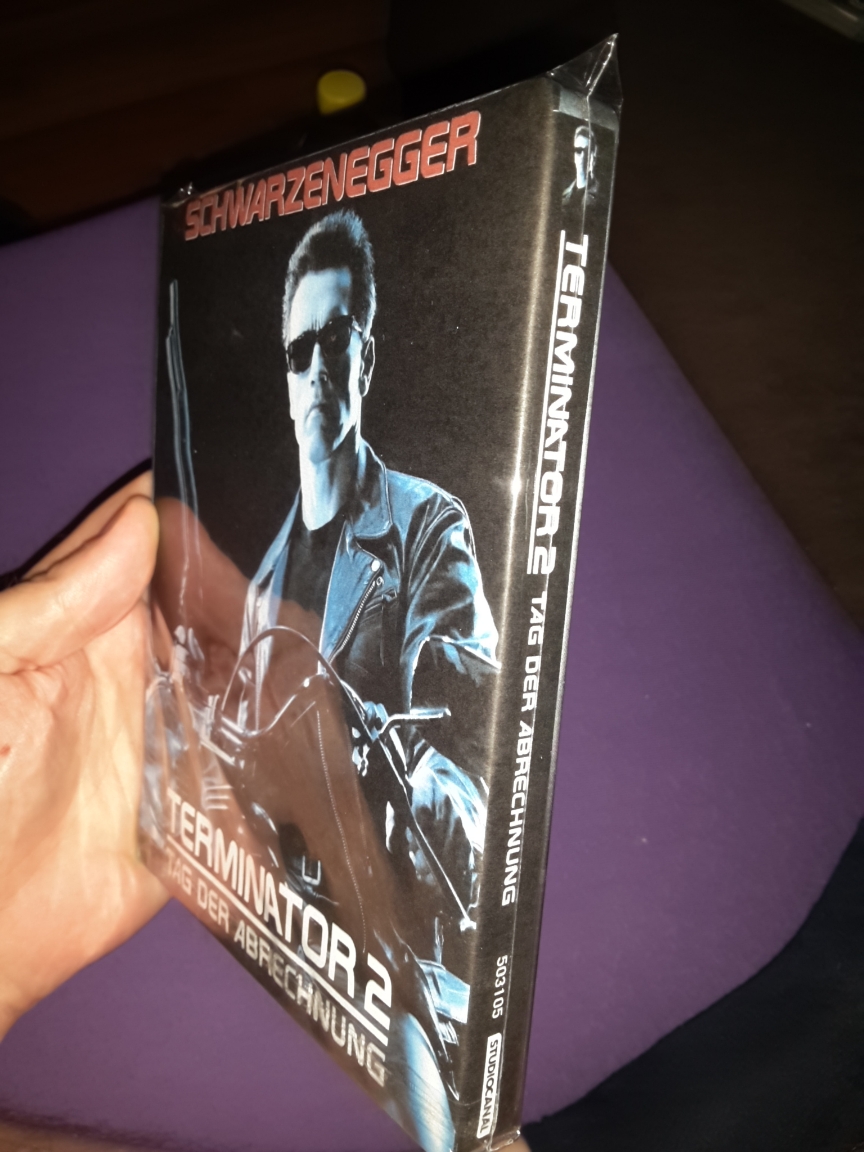 SCHWARZENEGGER
TERMINATOR 2
TAG DER ABRECHNUNG
TERMINATOR 2 TAG DER ABRECHNUNG
503105
STUDIOCANAL